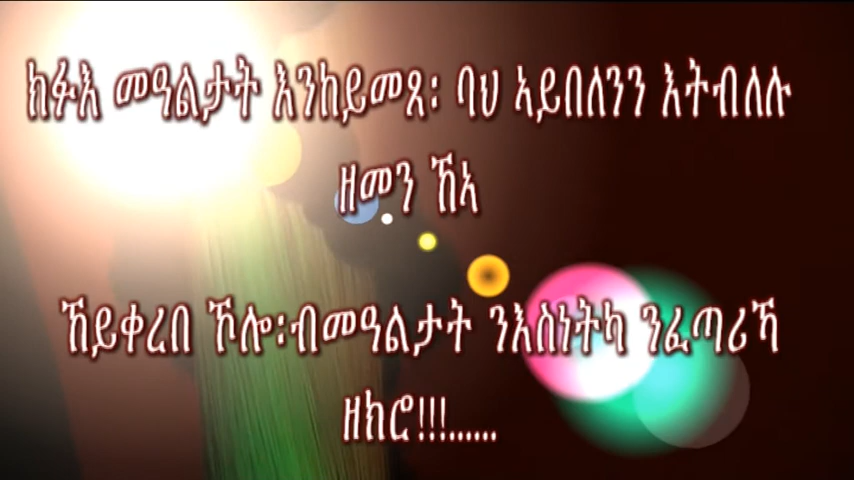 ክፉእ መዓልታት እንከይመጸ፡ ባህ ኣይበለንን እትብለሉ
ዘመን ኸኣ
ኸይቀረበ ኾሎ፡ብመዓልታት ንእስነትካ ንፈጣሪኻ
ዘክሮ!!!......